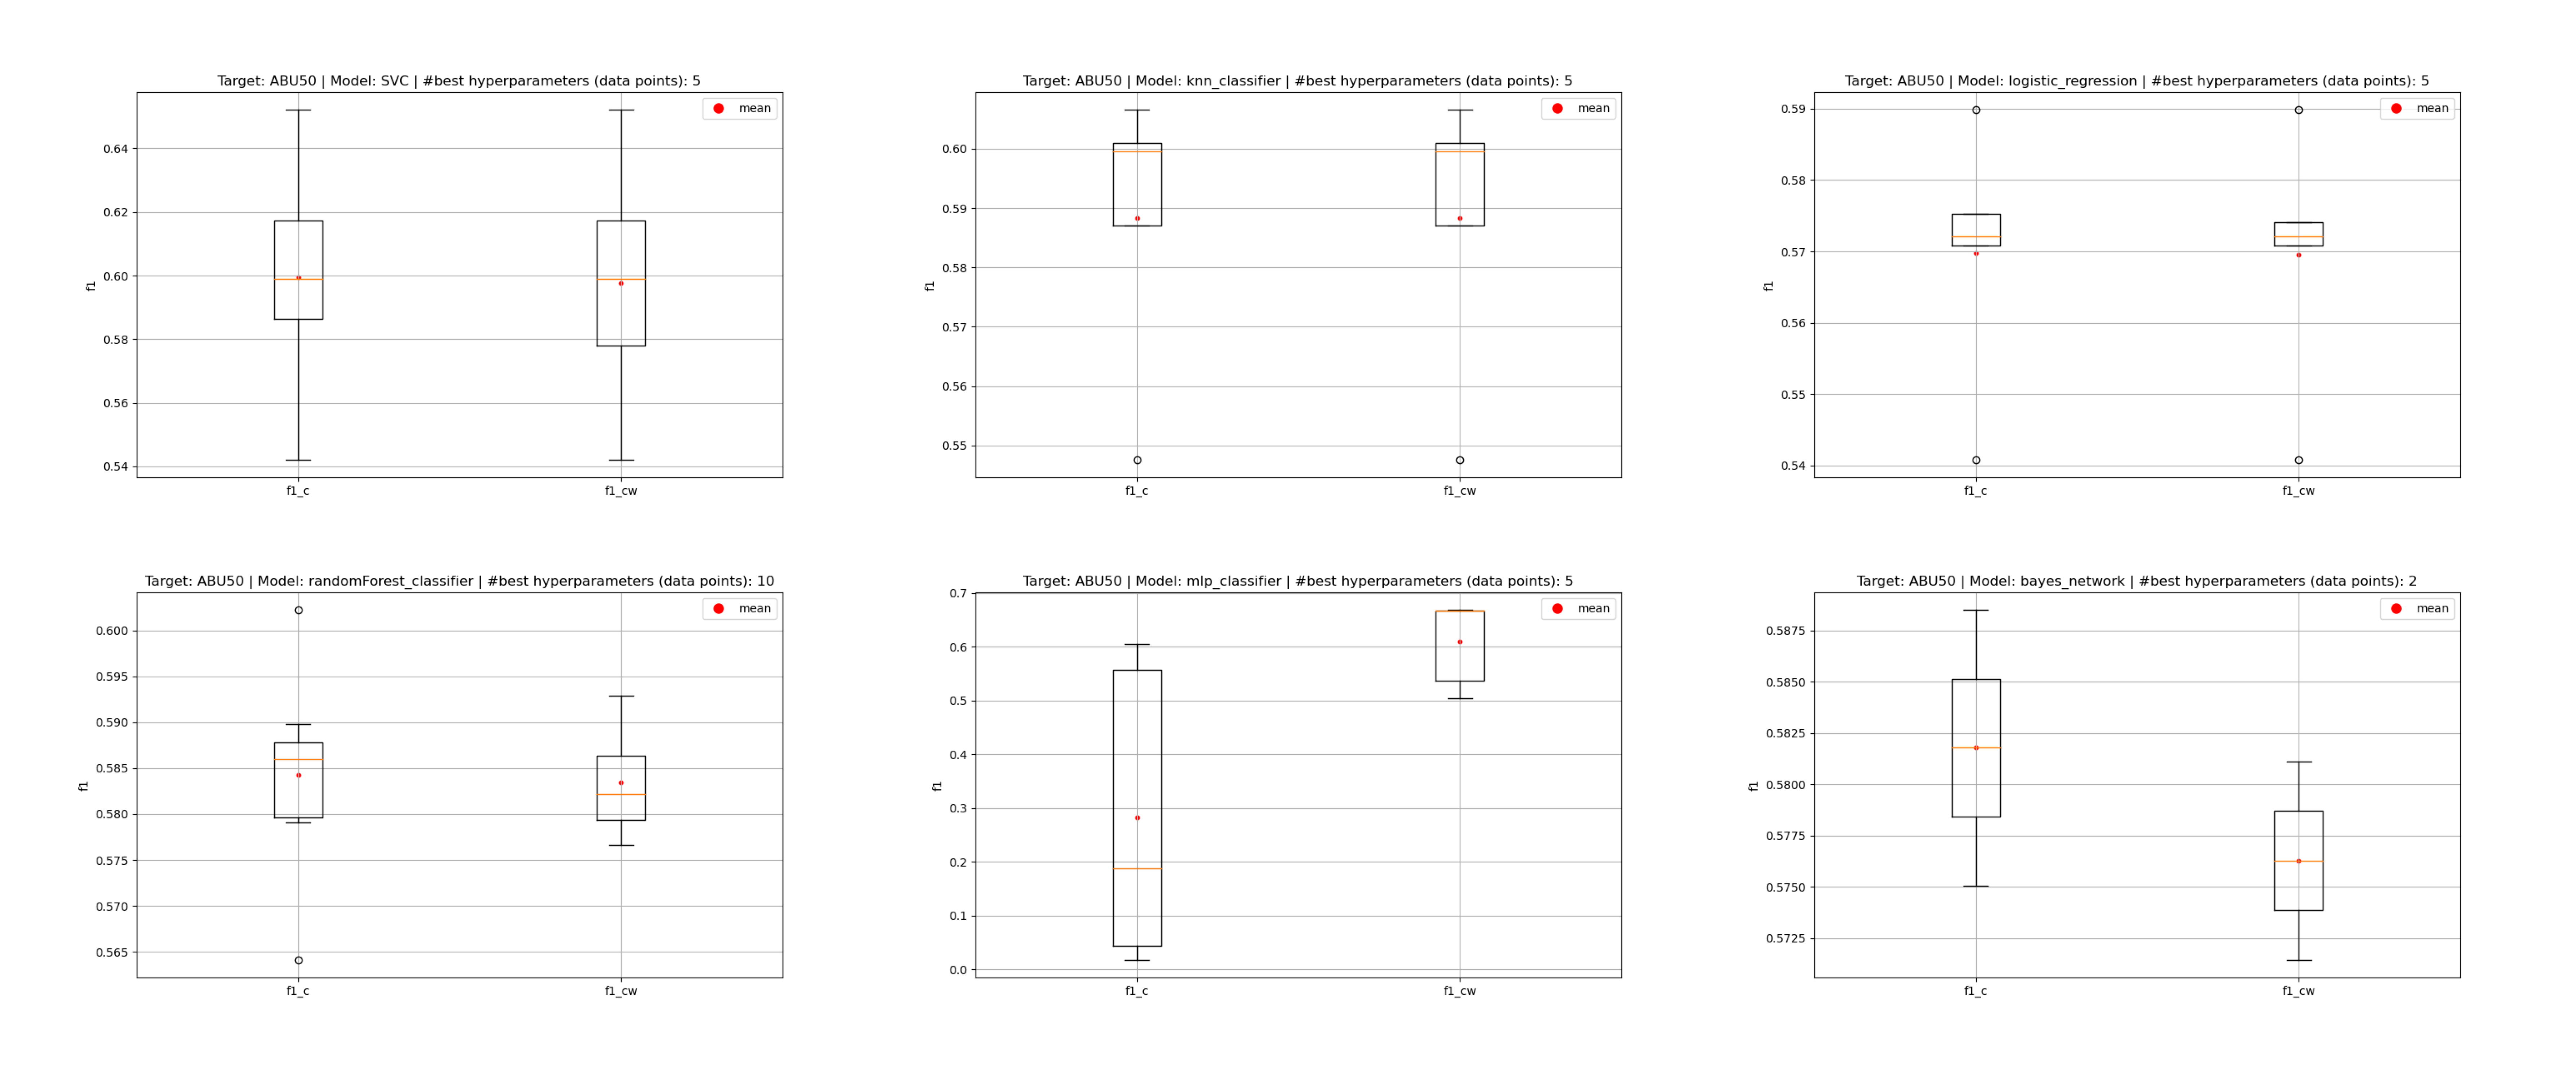 Target: ABU50 | Model: SVC | #best hyperparameters (data points): 5
mean
0.64
0.62
0.60
0.58
0.56
0.54
f1
f1_c
f1_cw
Target: ABU50 | Model: knn_classifier | #best hyperparameters (data points): 5
mean
0.60
0.59
0.58
0.57
0.56
0.55
f1
f1_c
f1_cw
Target: ABU50 | Model: logistic_regression | #best hyperparameters (data points): 5
mean
0.59
0.58
0.57
0.56
0.55
0.54
f1
f1_c
f1_cw
Target: ABU50 | Model: randomForest_classifier | #best hyperparameters (data points): 10
mean
0.600
0.595
0.590
0.585
0.580
0.575
0.570
0.565
f1
f1_c
f1_cw
Target: ABU50 | Model: mlp_classifier | #best hyperparameters (data points): 5
mean
0.7
0.6
0.5
0.4
0.3
0.2
0.1
0.0
f1
f1_c
f1_cw
Target: ABU50 | Model: bayes_network | #best hyperparameters (data points): 2
mean
0.5875
0.5850
0.5825
0.5800
0.5775
0.5750
0.5725
f1
f1_c
f1_cw